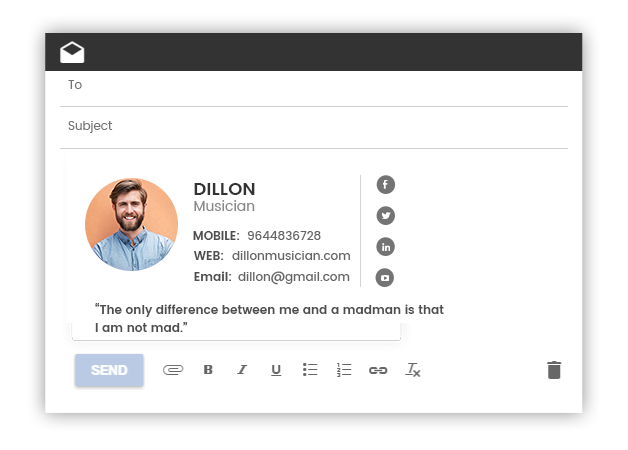 To
Subject
DILLON
Musician
MOBILE: 9644836728
WEB: dillonmusician.com
Email: dillon@gmail.com
“The only difference between me and a madman is that
I am not mad.”
SEND